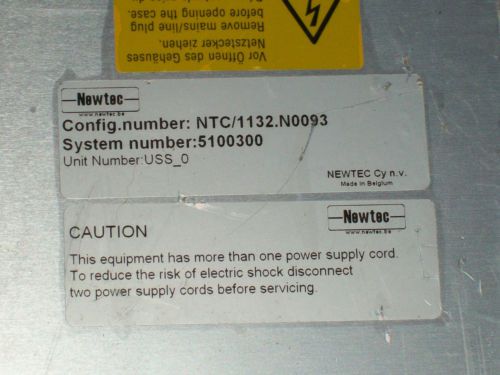 Vor Öffnen des Gehäuses
Netzstecker ziehen.
Remove mains/line plug
before opening the case.
Newtec
www.newtec.be
Config.number: NTC/1132.N0093
System number:5100300
Unit Number:USS_0
NEWTEC Cy n.v.
Made in Belgium
Newtec
www.newtec.be
CAUTION
This equipment has more than one power supply cord.
To reduce the risk of electric shock disconnect
two power supply cords before servicing.